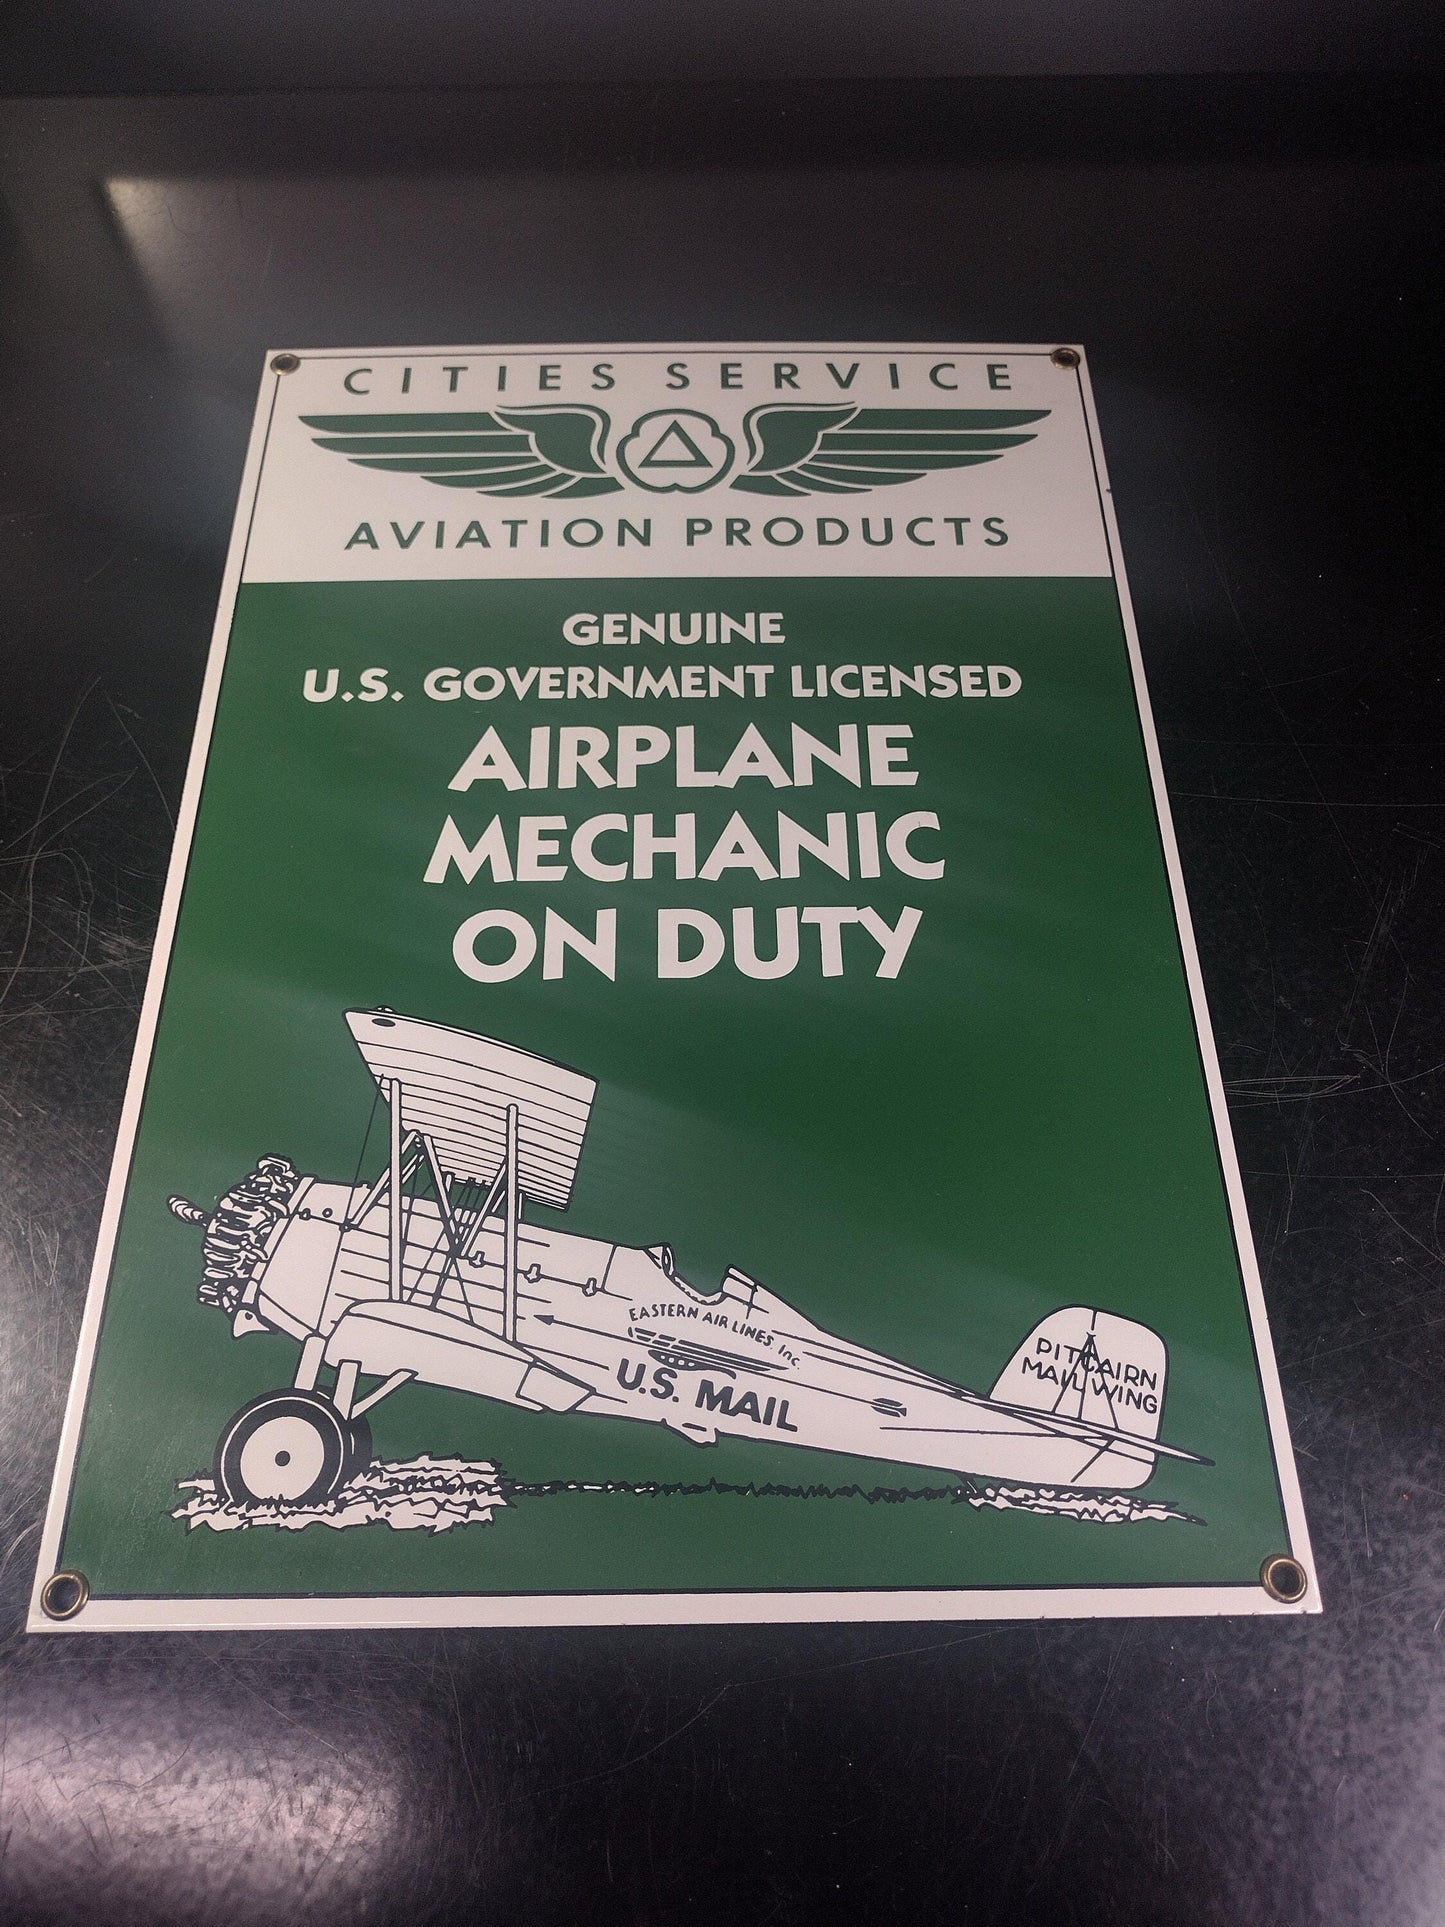 CITIES SERVICE
AVIATION PRODUCTS
GENUINE
U.S. GOVERNMENT LICENSED
AIRPLANE
MECHANIC
ON DUTY
EASTERN AIR LINES, Inc.
U.S. MAIL
PITCAIRN
MAIL WING